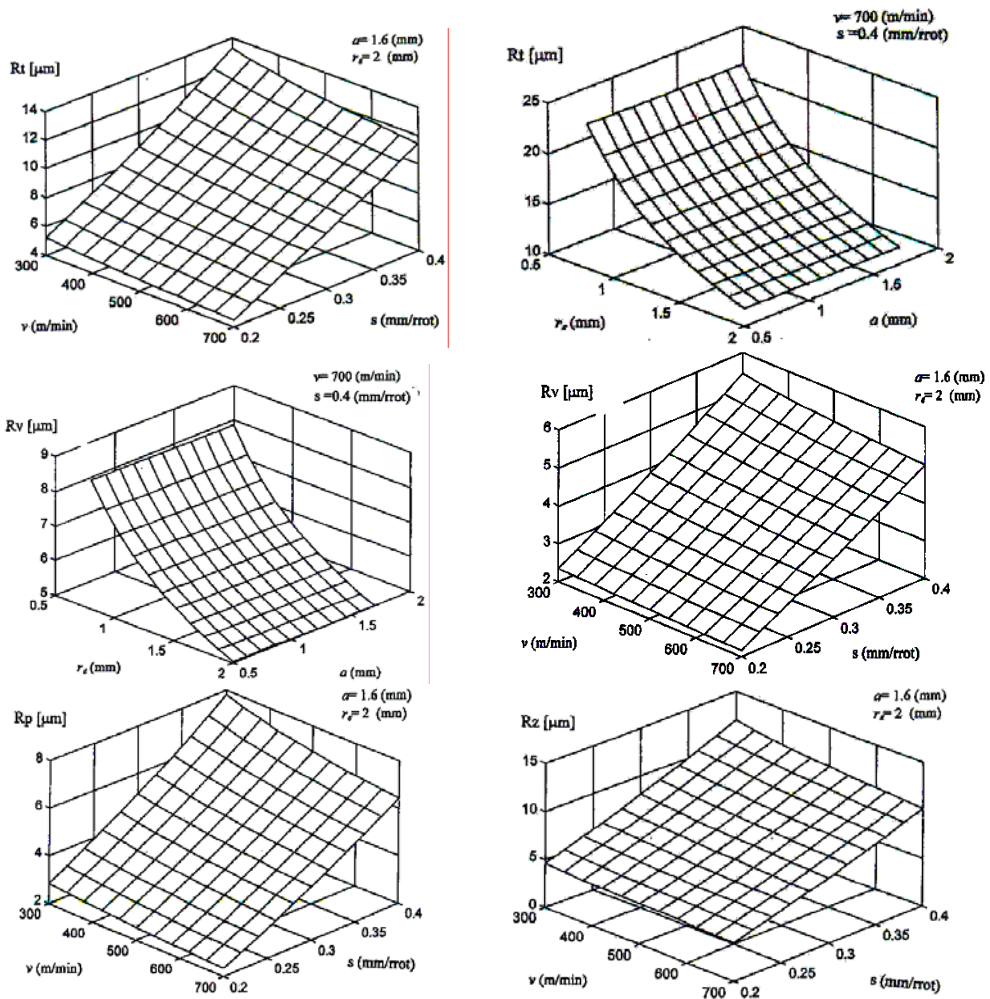 a= 1.6 (mm)
rε= 2 (mm)
Rt [μm]
14
12
10
8
6
4
300
400
500
600
700
0.2
0.25
0.3
0.35
0.4
v (m/min)
s (mm/rrot)
v= 700 (m/min)
s =0.4 (mm/rrot)
Rt [μm]
25
20
15
10
0.5
1
1.5
2
0.5
1
1.5
2
rε (mm)
a (mm)
v= 700 (m/min)
s =0.4 (mm/rrot)
Rv [μm]
9
8
7
6
5
0.5
1
1.5
2
0.5
1
1.5
2
rε (mm)
a (mm)
a= 1.6 (mm)
rε= 2 (mm)
Rv [μm]
6
5
4
3
2
300
400
500
600
700
0.2
0.25
0.3
0.35
0.4
v (m/min)
s (mm/rrot)
a= 1.6 (mm)
rε= 2 (mm)
Rp [μm]
8
6
4
2
300
400
500
600
700
0.2
0.25
0.3
0.35
0.4
v (m/min)
s (mm/rrot)
a= 1.6 (mm)
rε= 2 (mm)
Rz [μm]
15
10
5
0
300
400
500
600
700
0.2
0.25
0.3
0.35
0.4
v (m/min)
s (mm/rrot)